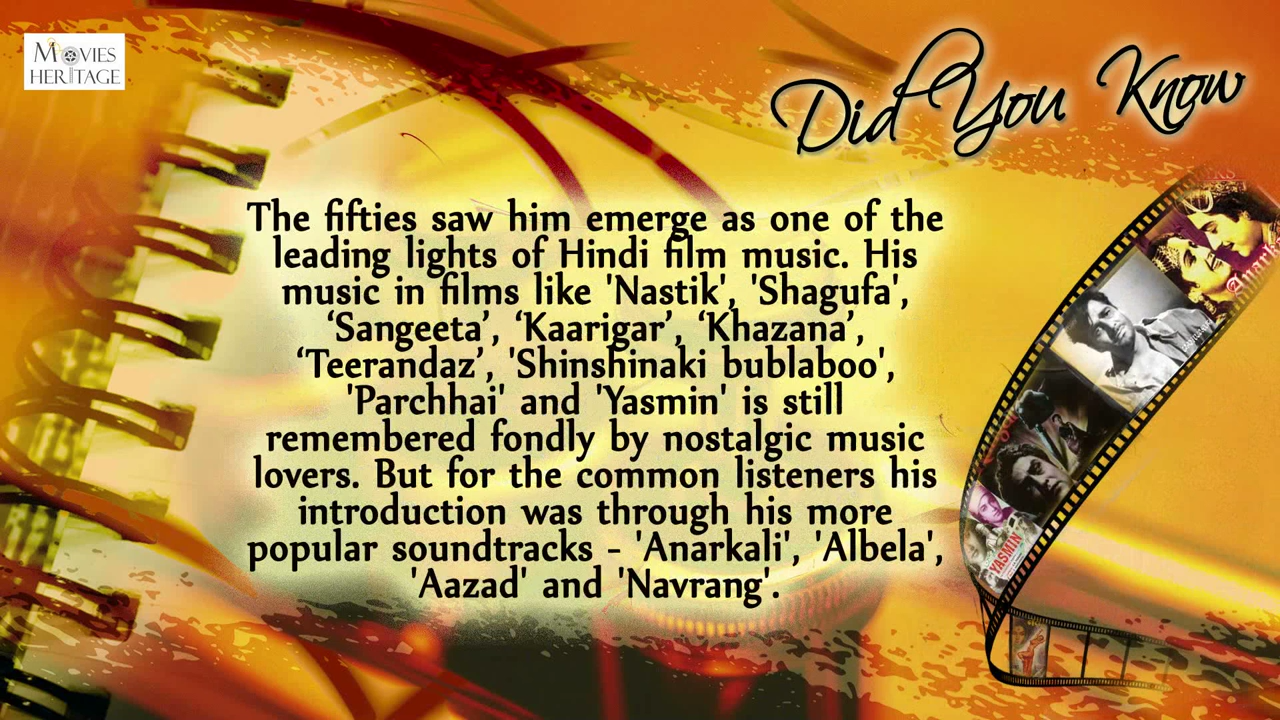 MOVIES
HERITAGE
Did You Know
The fifties saw him emerge as one of the
leading lights of Hindi film music. His
music in films like 'Nastik', 'Shagufa',
‘Sangeeta’, ‘Kaarigar’, ‘Khazana’,
‘Teerandaz’, 'Shinshinaki bublaboo',
'Parchhai' and 'Yasmin' is still
remembered fondly by nostalgic music
lovers. But for the common listeners his
introduction was through his more
popular soundtracks - 'Anarkali', 'Albela',
'Aazad' and 'Navrang'.
YASMIN